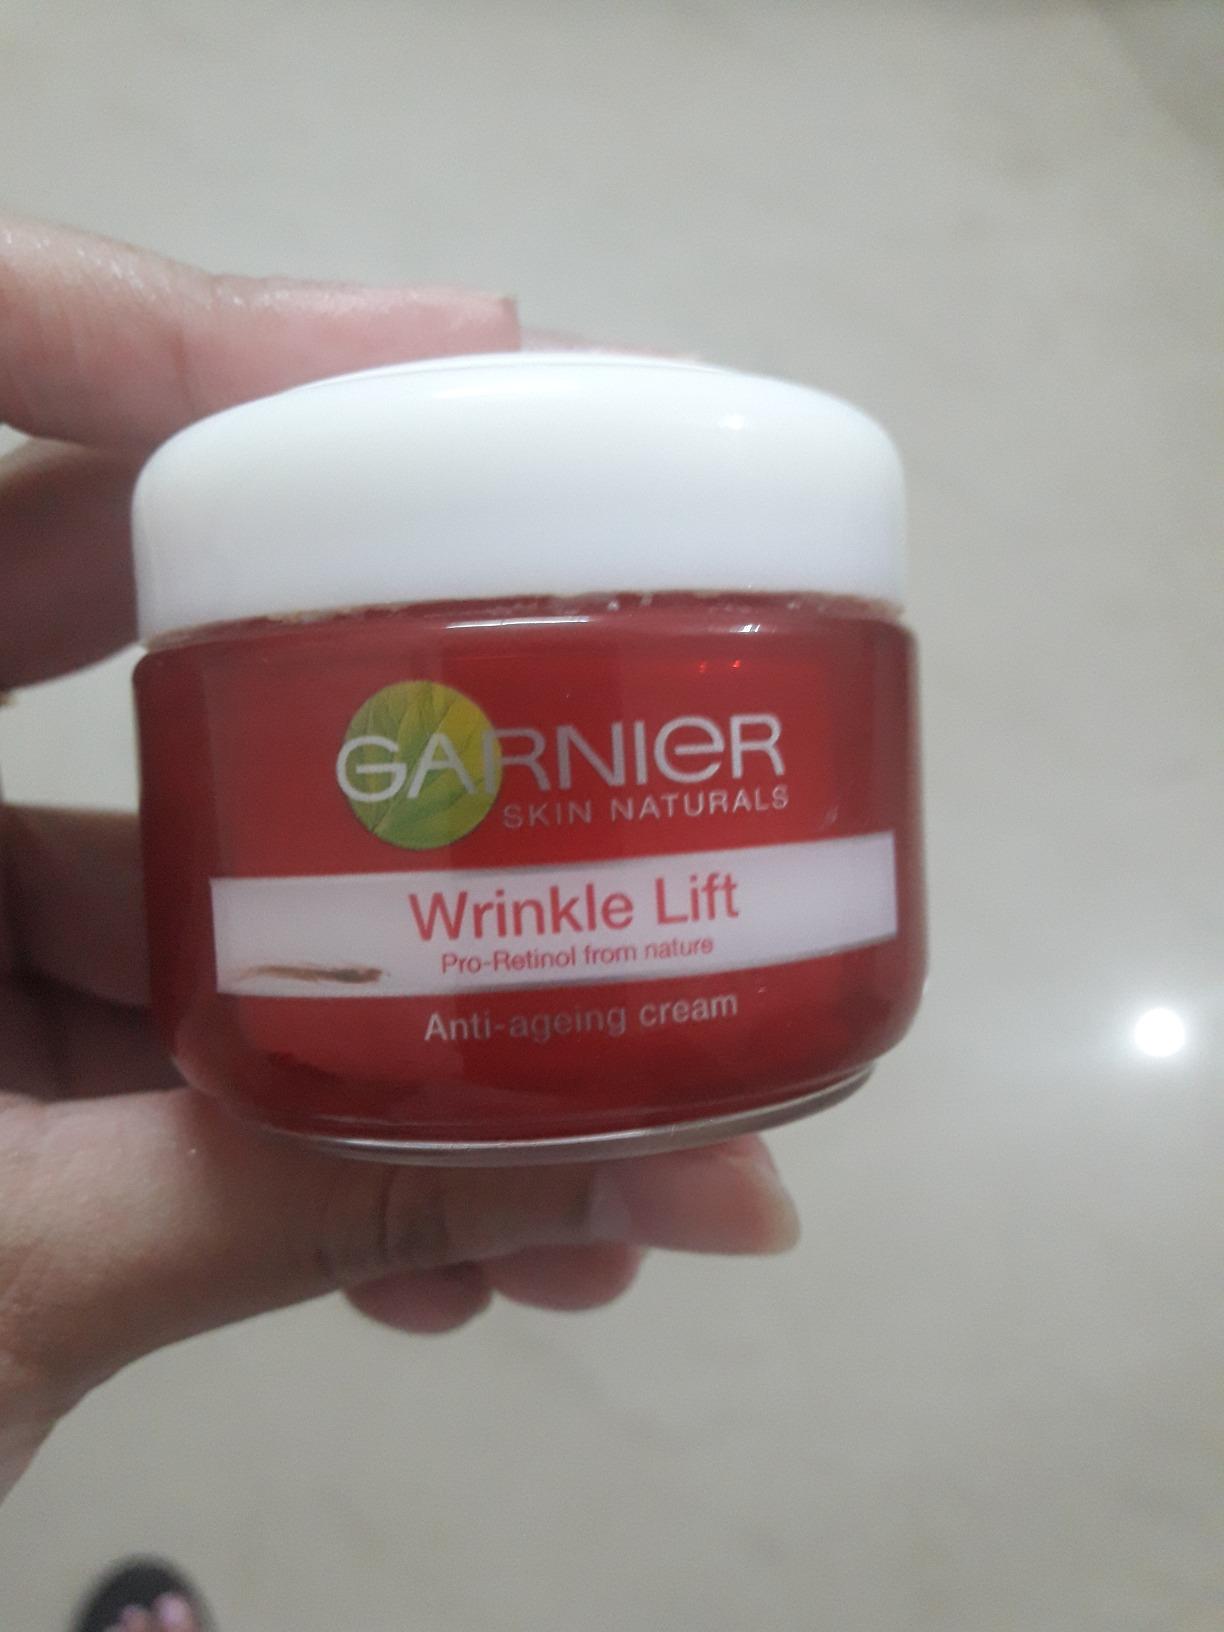 GARNIER
SKIN NATURALS
Wrinkle Lift
Pro-Retinol from nature
Anti-ageing cream